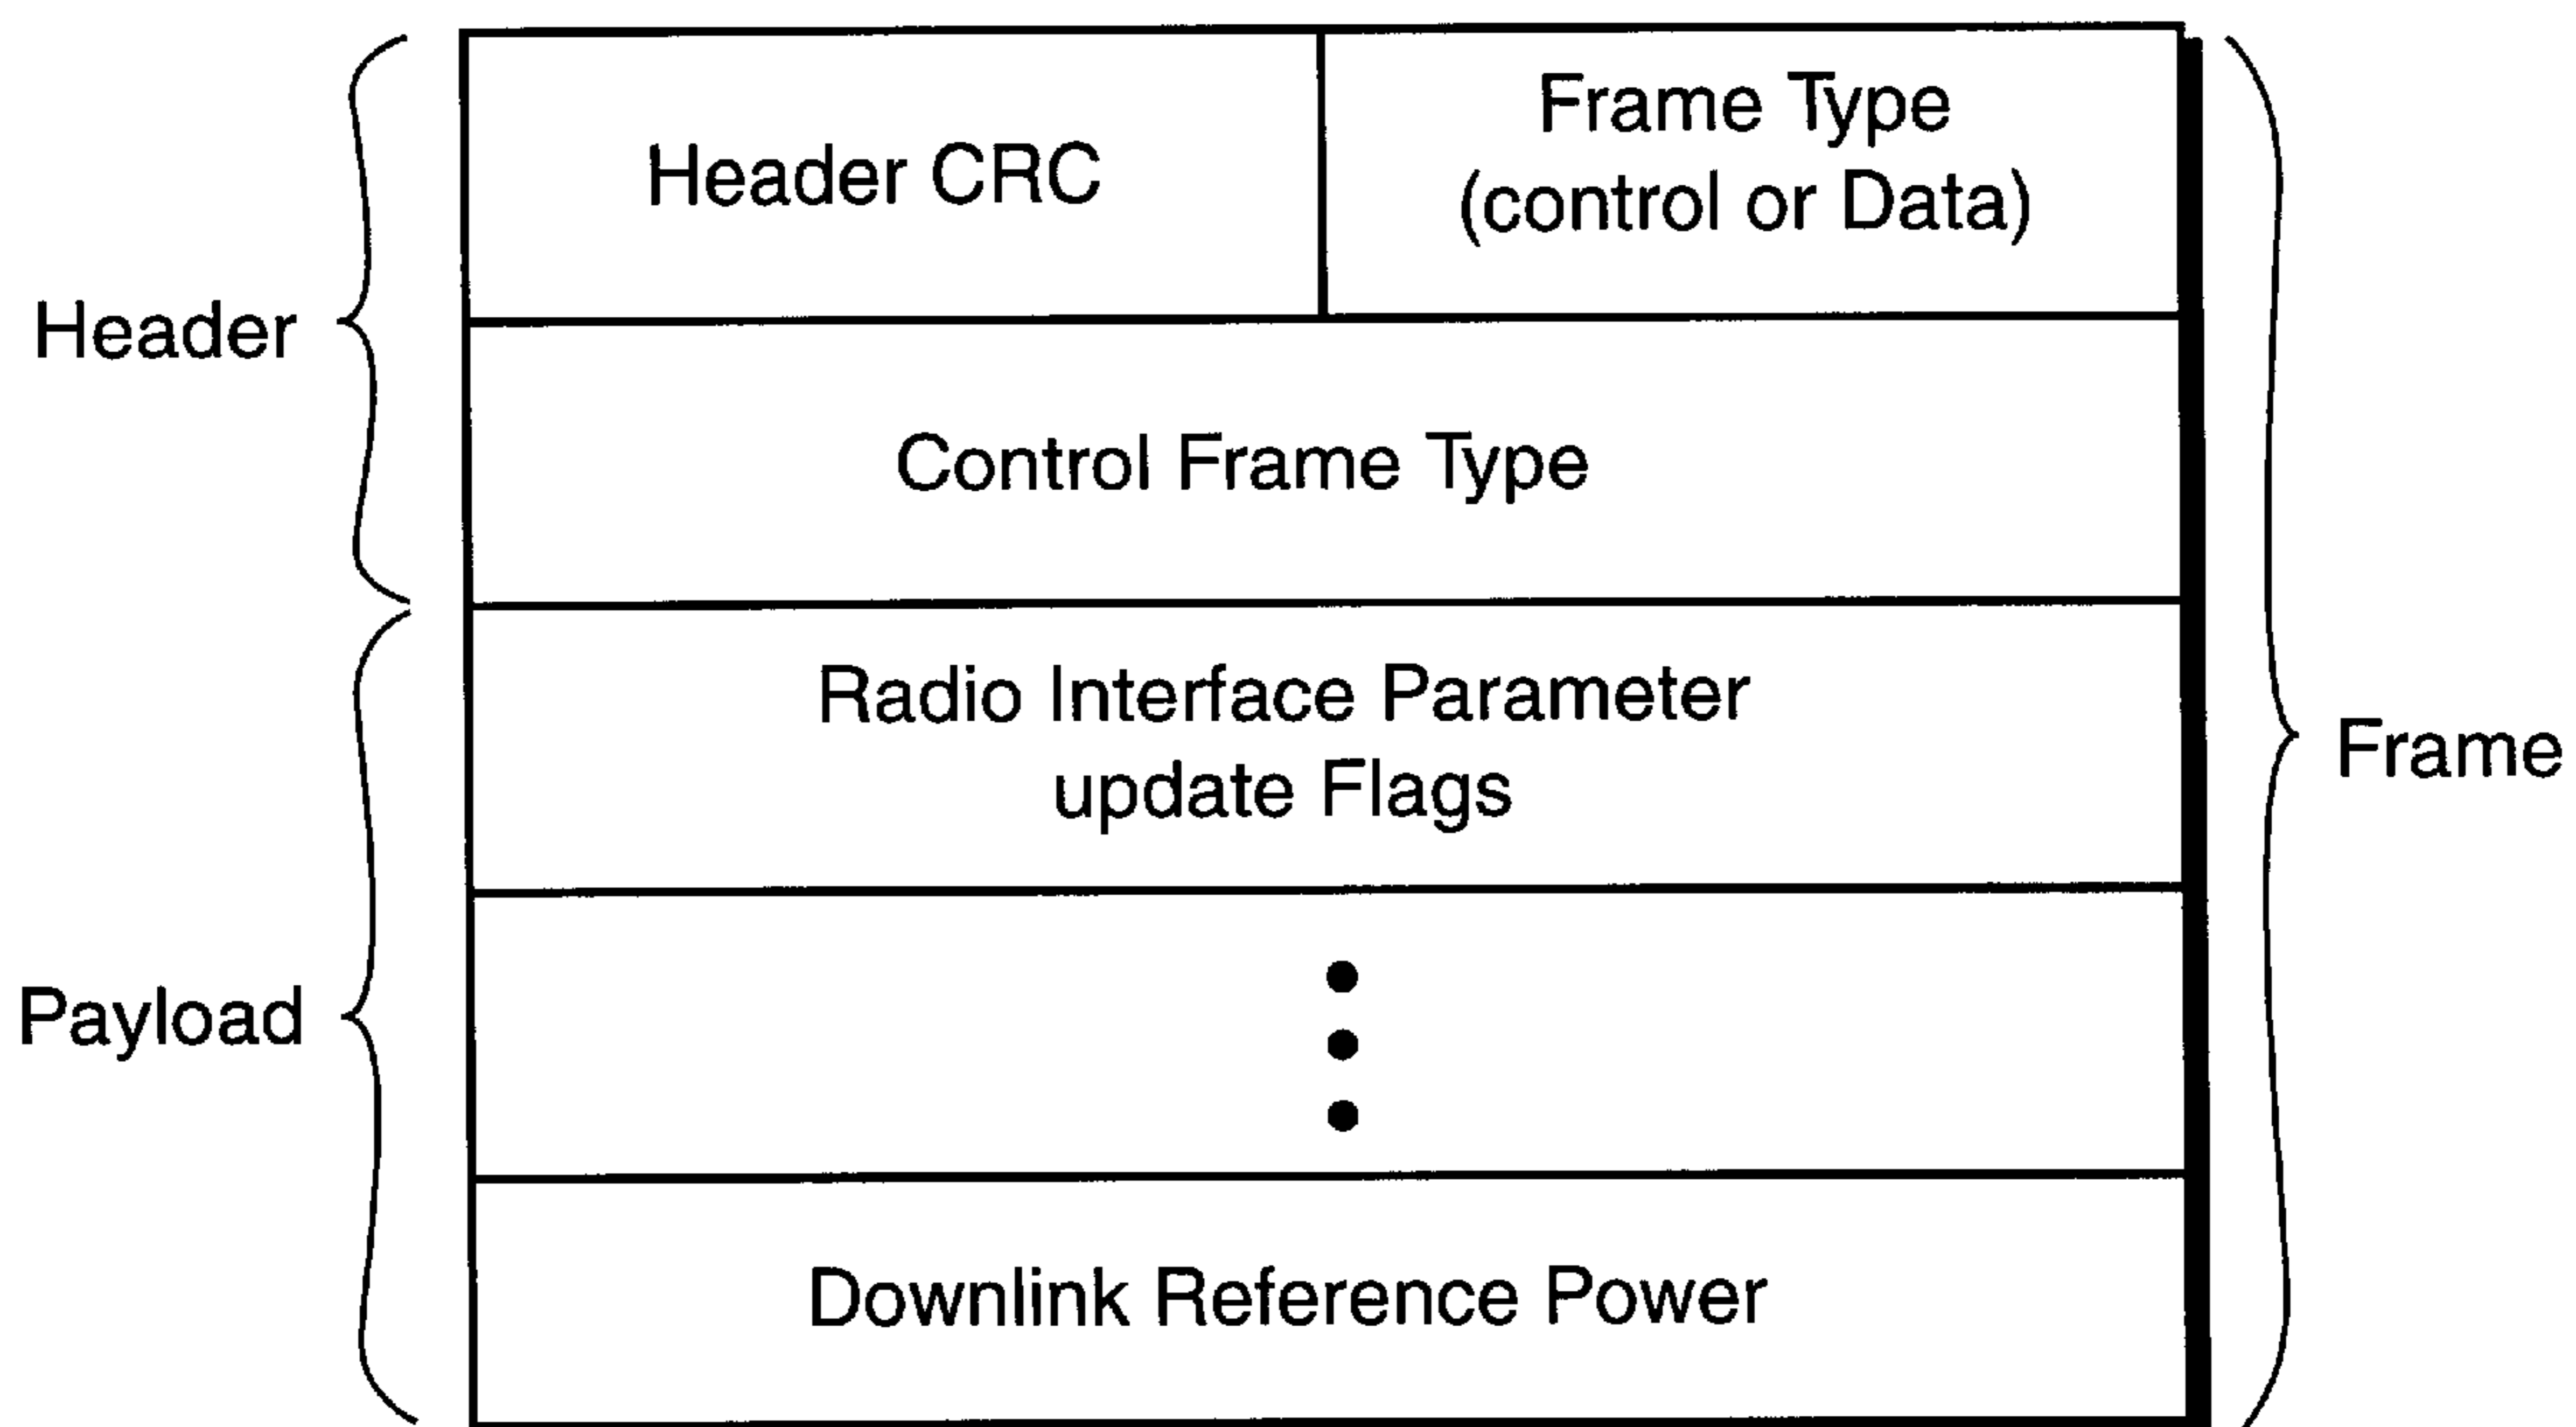 Header CRC
Frame Type
(control or Data)
Header
Control Frame Type
Radio Interface Parameter
update Flags
Frame
Payload
Downlink Reference Power